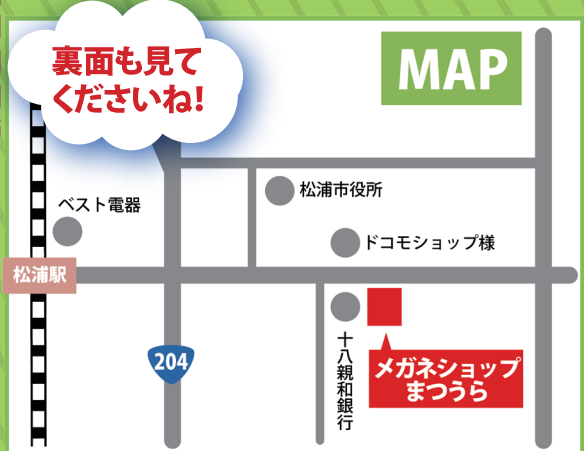 裏面も見て
くださいね!
MAP
松浦市役所
ベスト電器
ドコモショップ様
松浦駅
204
十八親和銀行
メガネショップ
まつうら